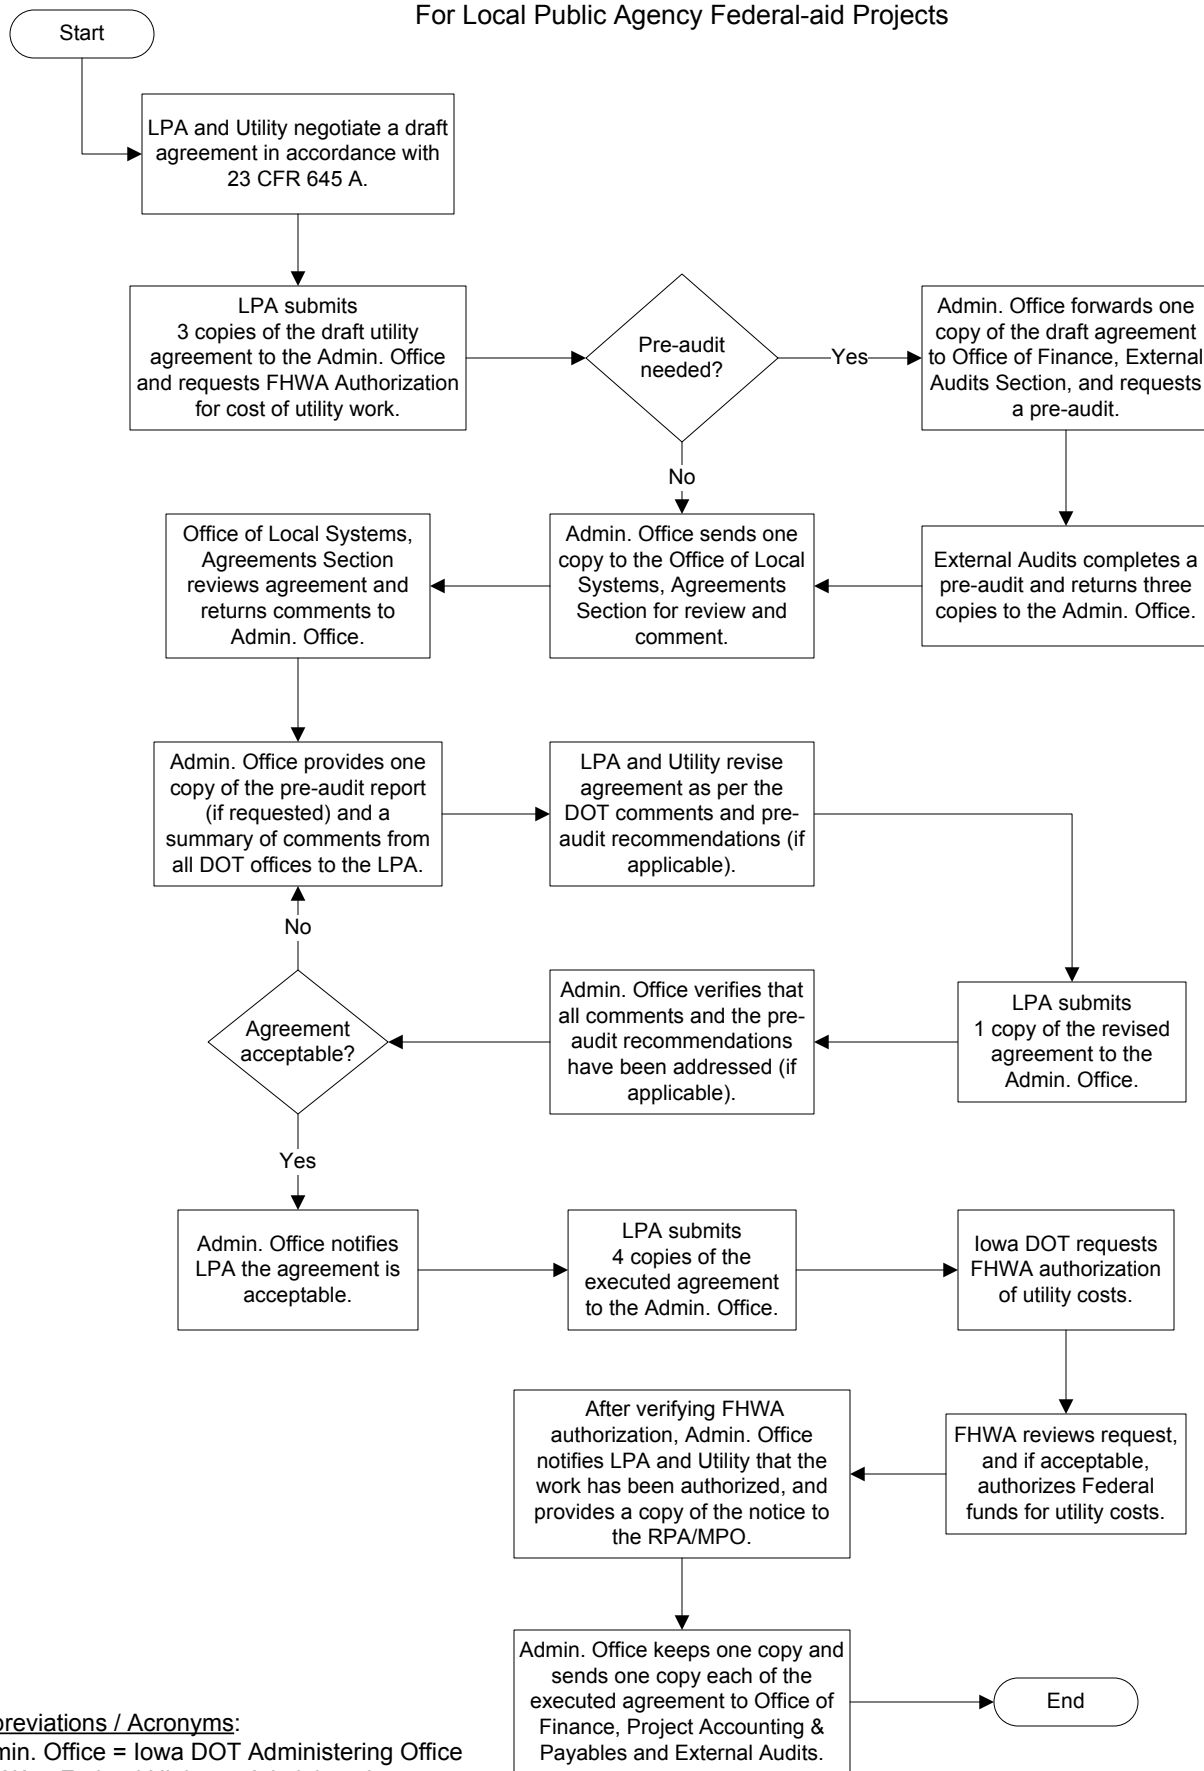 For Local Public Agency Federal-aid Projects
Start
LPA and Utility negotiate a draft
agreement in accordance with
23 CFR 645 A.
LPA submits
3 copies of the draft utility
agreement to the Admin. Office
and requests FHWA Authorization
for cost of utility work.
Pre-audit
needed?
Yes
Admin. Office forwards one
copy of the draft agreement
to Office of Finance, External
Audits Section, and requests
a pre-audit.
No
Office of Local Systems,
Agreements Section
reviews agreement and
returns comments to
Admin. Office.
Admin. Office sends one
copy to the Office of Local
Systems, Agreements
Section for review and
comment.
External Audits completes a
pre-audit and returns three
copies to the Admin. Office.
Admin. Office provides one
copy of the pre-audit report
(if requested) and a
summary of comments from
all DOT offices to the LPA.
LPA and Utility revise
agreement as per the
DOT comments and pre-
audit recommendations (if
applicable).
No
Agreement
acceptable?
Admin. Office verifies that
all comments and the pre-
audit recommendations
have been addressed (if
applicable).
LPA submits
1 copy of the revised
agreement to the
Admin. Office.
Yes
Admin. Office notifies
LPA the agreement is
acceptable.
LPA submits
4 copies of the
executed agreement
to the Admin. Office.
Iowa DOT requests
FHWA authorization
of utility costs.
After verifying FHWA
authorization, Admin. Office
notifies LPA and Utility that the
work has been authorized, and
provides a copy of the notice to
the RPA/MPO.
FHWA reviews request,
and if acceptable,
authorizes Federal
funds for utility costs.
Admin. Office keeps one copy and
sends one copy each of the
executed agreement to Office of
Finance, Project Accounting &
Payables and External Audits.
End
breviations / Acronyms:
min. Office = Iowa DOT Administering Office